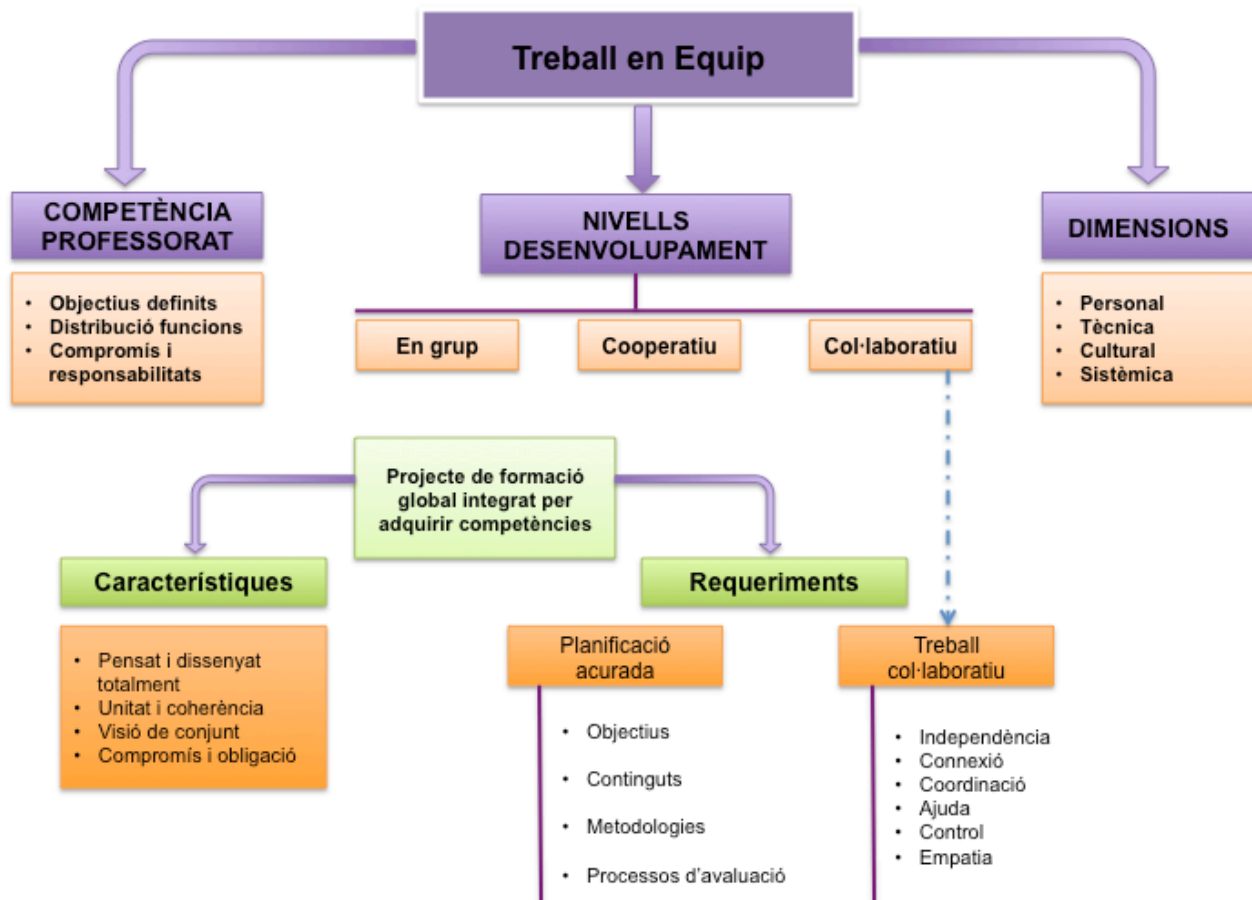 Treball en Equip
COMPETÈNCIA
PROFESSORAT
• Objectius definits
• Distribució funcions
• Compromís i
responsabilitats
NIVELLS
DESENVOLUPAMENT
En grup
Cooperatiu
Col·laboratiu
DIMENSIONS
• Personal
• Tècnica
• Cultural
• Sistèmica
Projecte de formació
global integrat per
adquirir competències
Característiques
• Pensat i dissenyat
totalment
• Unitat i coherència
• Visió de conjunt
• Compromís i obligació
Requeriments
Planificació
acurada
• Objectius
• Continguts
• Metodologies
• Processos d'avaluació
Treball
col·laboratiu
• Independència
• Connexió
• Coordinació
• Ajuda
• Control
• Empatia